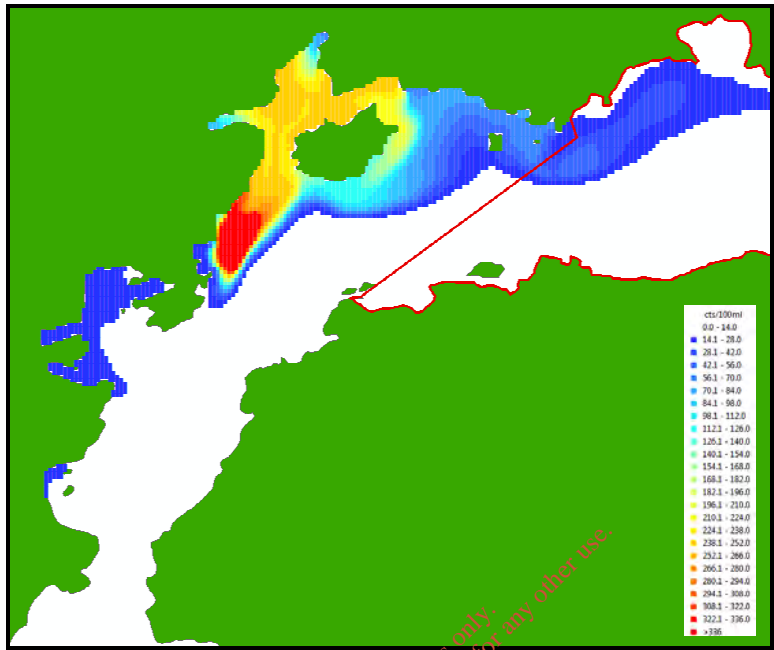 cts/100ml
0.0 - 14.0
14.1 - 28.0
28.1 - 42.0
42.1 - 56.0
56.1 - 70.0
70.1 - 84.0
84.1 - 98.0
98.1 - 112.0
112.1 - 126.0
126.1 - 140.0
140.1 - 154.0
154.1 - 168.0
168.1 - 182.0
182.1 - 196.0
196.1 - 210.0
210.1 - 224.0
224.1 - 238.0
238.1 - 252.0
252.1 - 266.0
266.1 - 280.0
280.1 - 294.0
294.1 - 308.0
308.1 - 322.0
322.1 - 336.0
>336
only.
for any other use.